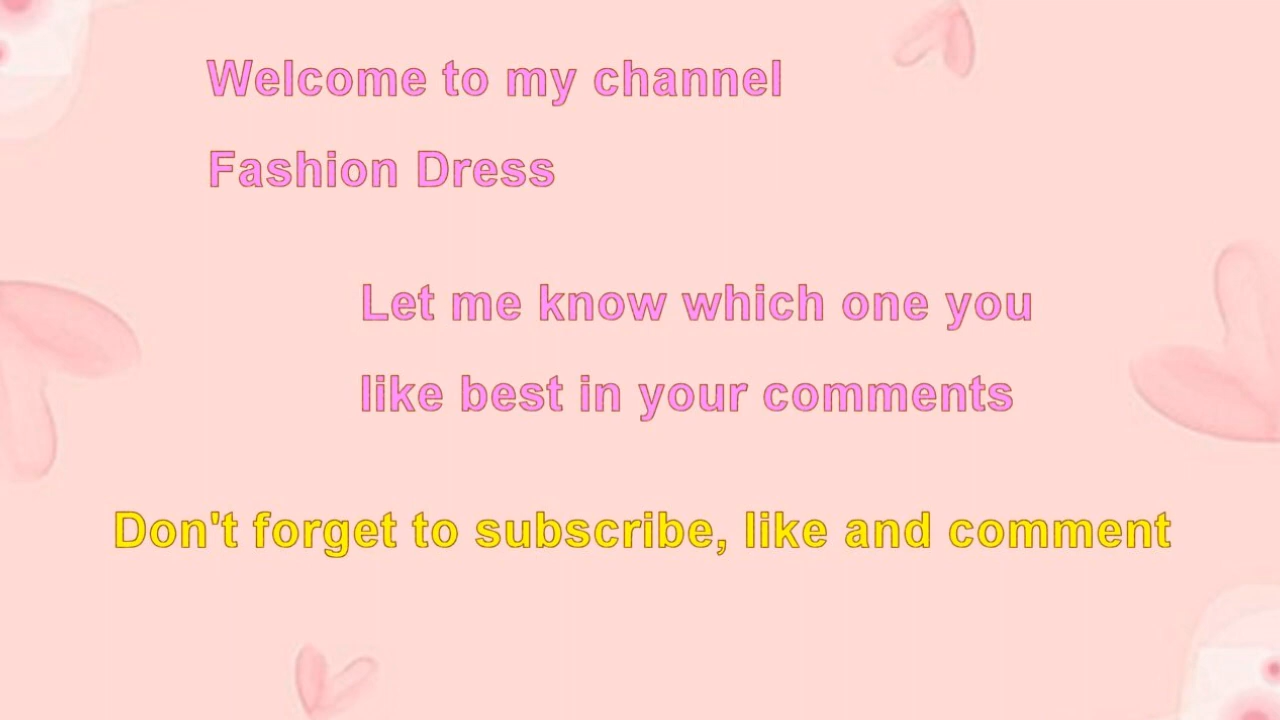 Welcome to my channel
Fashion Dress
Let me know which one you
like best in your comments
Don't forget to subscribe, like and comment